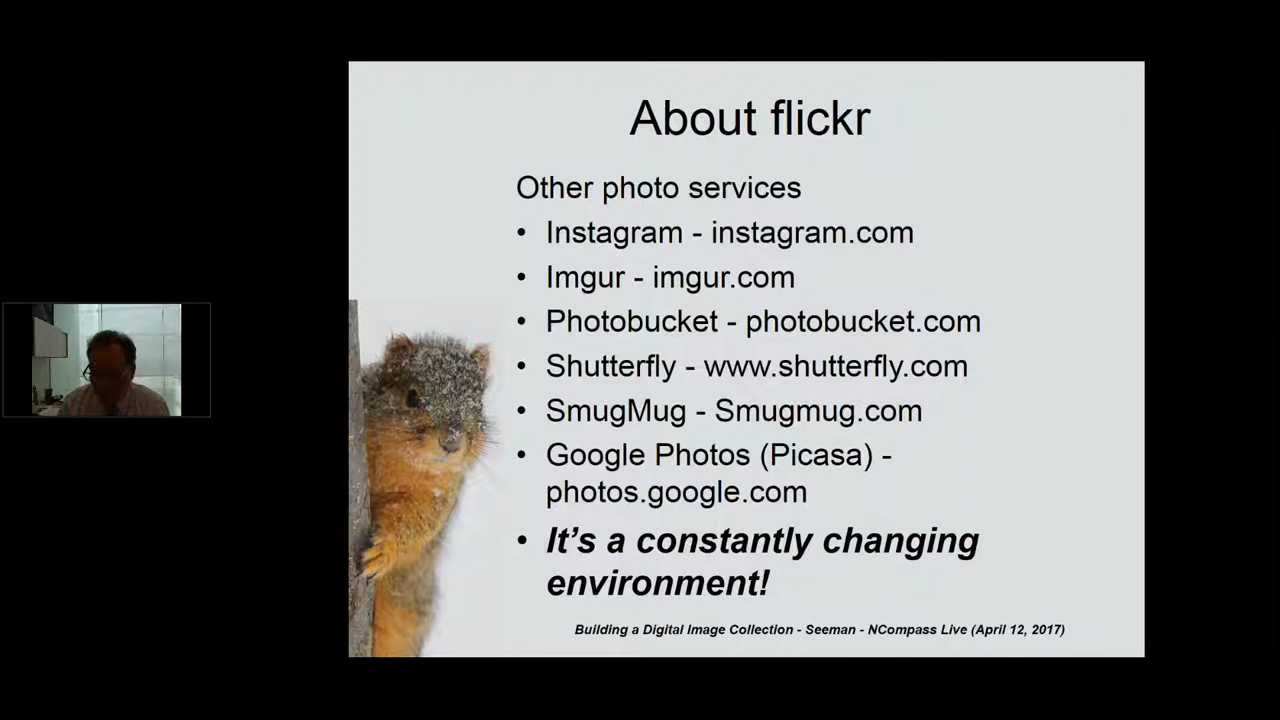 About flickr
Other photo services
• Instagram - instagram.com
• Imgur - imgur.com
• Photobucket - photobucket.com
• Shutterfly - www.shutterfly.com
• SmugMug - Smugmug.com
• Google Photos (Picasa) -
photos.google.com
• It's a constantly changing
environment!
Building a Digital Image Collection - Seeman - NCompass Live (April 12, 2017)